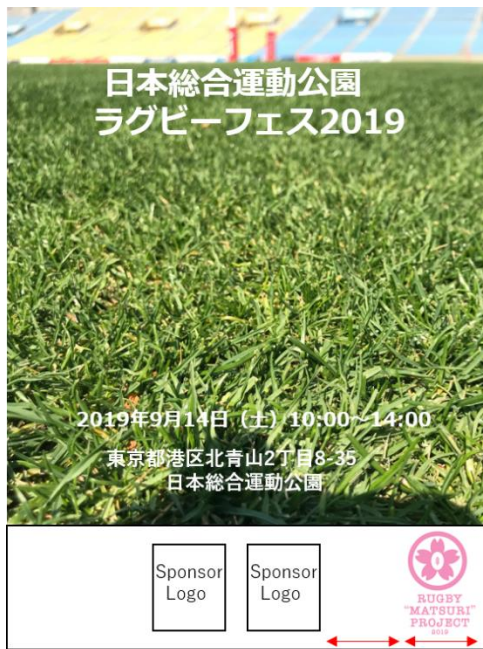 日本総合運動公園
ラグビーフェス2019
2019年9月14日（土）10:00～14:00
東京都港区北青山2丁目8-35
日本総合運動公園
Sponsor
Logo
Sponsor
Logo
RUGBY
"MATSURI"
PROJECT
2019